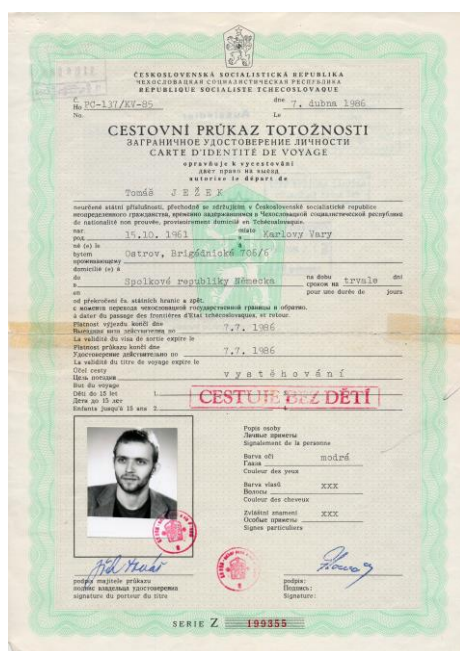 ČESKOSLOVENSKÁ SOCIALISTICKÁ REPUBLIKA
ЧЕХОСЛОВАЦКАЯ СОЦИАЛИСТИЧЕСКАЯ РЕСПУБЛИКА
RÉPUBLIQUE SOCIALISTE TCHÉCOSLOVAQUE
Č. dne
Но PC-137/KV-85 7. dubna 1986
No. Le
CESTOVNÍ PRŮKAZ TOTOŽNOSTI
ЗАГРАНИЧНОЕ УДОСТОВЕРЕНИЕ ЛИЧНОСТИ
CARTE D'IDENTITÉ DE VOYAGE
opravňuje k vycestování
дает право на выезд
autorise le départ de
Tomáš JEŽEK
neurčené státní příslušnosti, přechodně se zdržujícím v Československé socialistické republice
неопределенного гражданства, временно задержавшимся в Чехословацкой социалистической республике
de nationalité non prouvée, provisoirement domicilié en Tchécoslovaquie.
nar. místo
род. 15.10. 1961 в Karlovy Vary
né (e) le à
bytem Ostrov, Brigádnická 706/6
проживающему
domicilié (e) à
do na dobu dní
в Spolkové republiky Německa сроком на trvale
en pour une durée de jours
od překročení čs. státních hranic a zpět.
с момента перехода чехословацкой государственной границы и обратно.
à dater du passage des frontières d'Etat tchécoslovaques, et retour.
Platnost výjezdu končí dne
Выездная виза действительна по 7.7. 1986
La validité du visa de sortie expire le
Platnost průkazu končí dne
Удостоверение действительно по 7.7. 1986
La validité du titre de voyage expire le
Účel cesty
Цель поездки vystěhování
But du voyage
Děti do 15 let 1.
Дети до 15 лет CESTUJE BEZ DĚTÍ
Enfants jusqu'à 15 ans 2.
Popis osoby
Личные приметы
Signalement de la personne
Barva očí modré
Глаза
Couleur des yeux
Barva vlasů XXX
Волосы
Couleur des cheveux
Zvláštní znamení XXX
Особые приметы
Signes particuliers
podpis majitele průkazu podpis:
подпись владельца удостоверения Подпись:
signature du porteur du titre Signature:
SERIE Z 199355